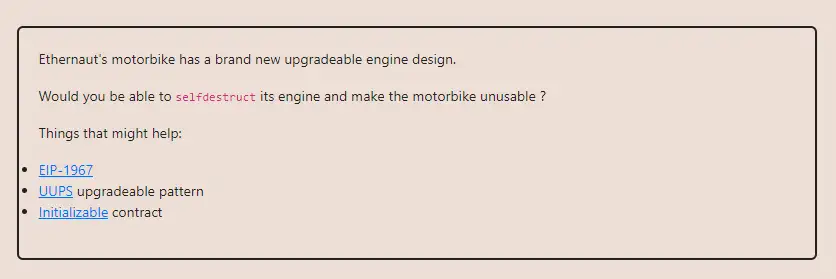 Ethernaut's motorbike has a brand new upgradeable engine design.
Would you be able to selfdestruct its engine and make the motorbike unusable ?
Things that might help:
• EIP-1967
• UUPS upgradeable pattern
• Initializable contract